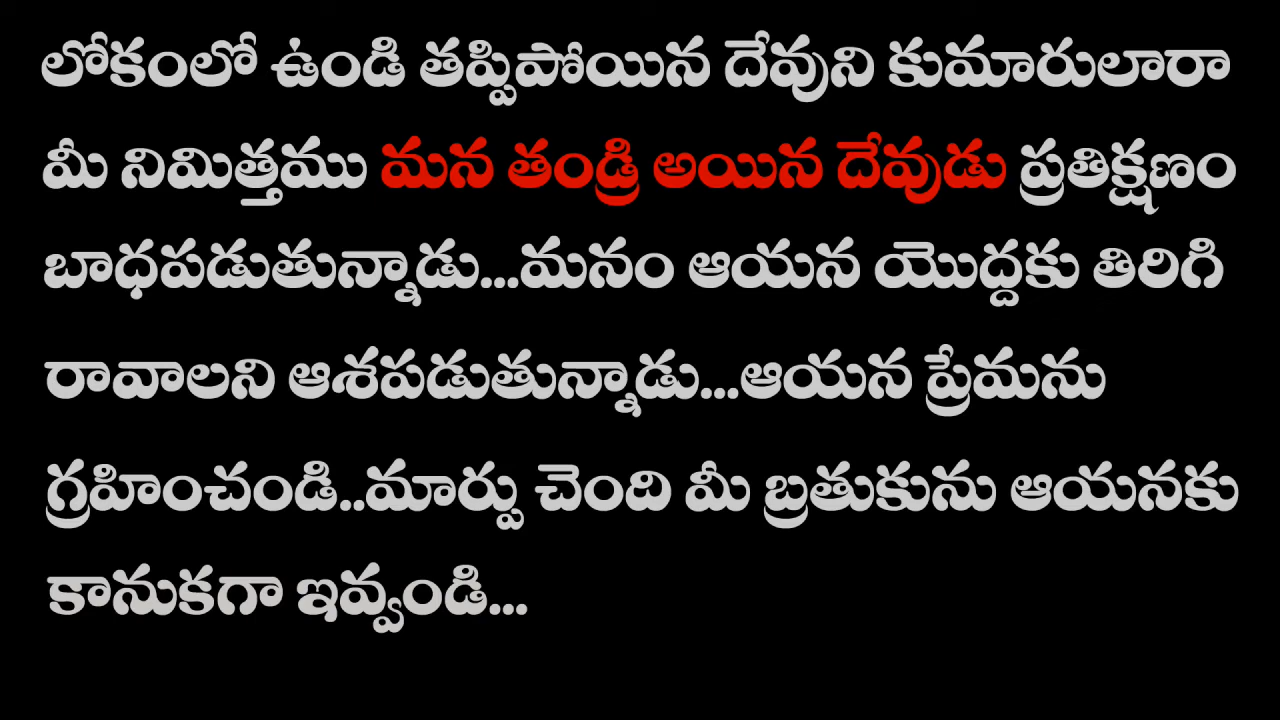 లోకంలో ఉండి తప్పిపోయిన దేవుని కుమారులారా
మీ నిమిత్తము మన తండ్రి అయిన దేవుడు ప్రతిక్షణం
బాధపడుతున్నాడు...మనం ఆయన యొద్దకు తిరిగి
రావాలని ఆశపడుతున్నాడు...ఆయన ప్రేమను
గ్రహించండి..మార్పు చెంది మీ బ్రతుకును ఆయనకు
కానుకగా ఇవ్వండి...